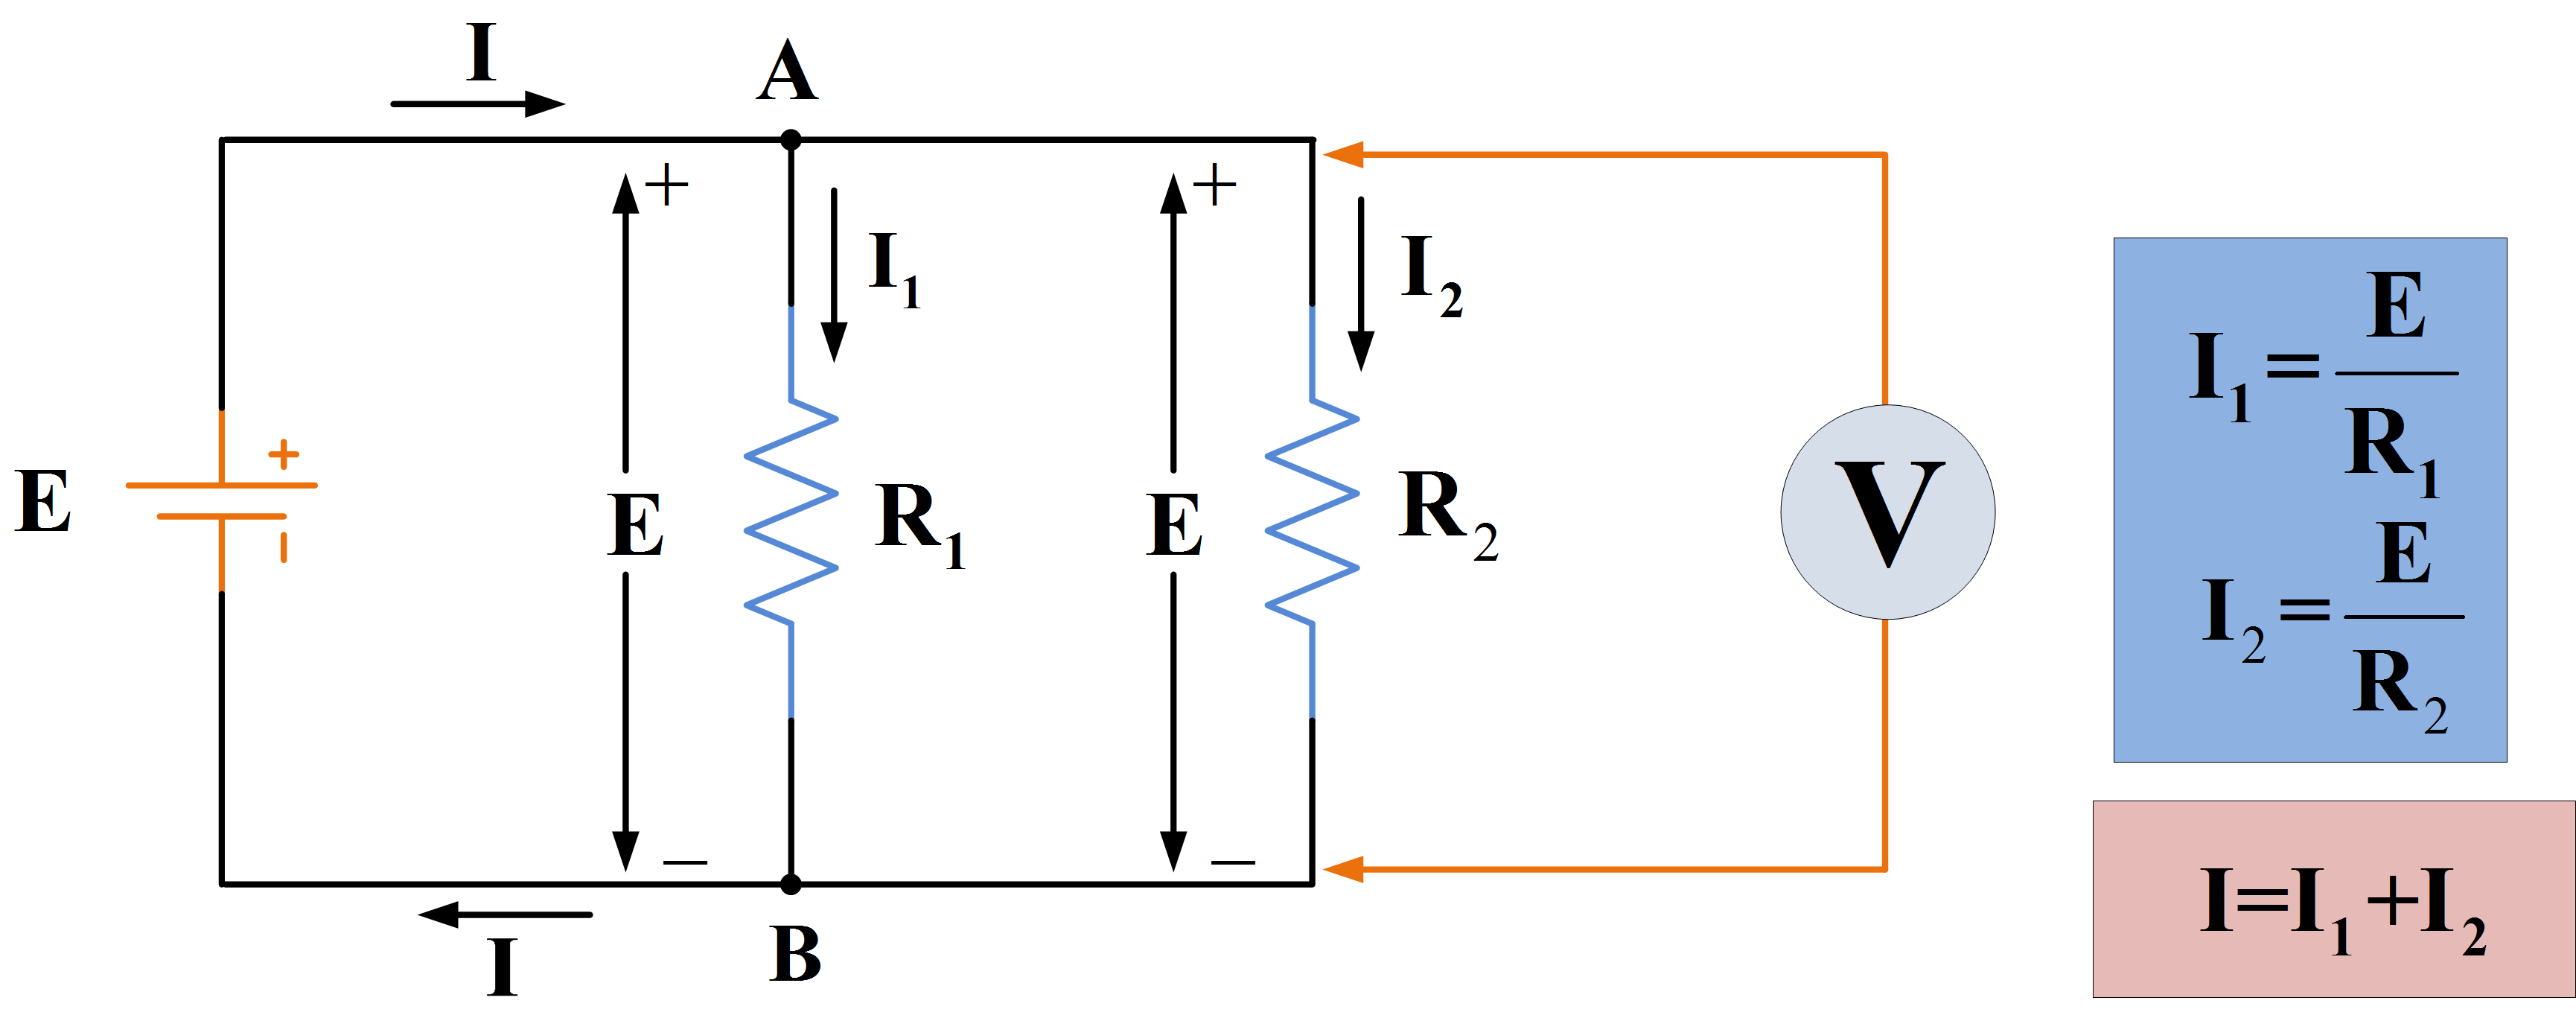 I
A
+
+
I₁
I₂
+
E
-
E
R₁
E
R₂
V
−
−
I
B
I₁=E/R₁
I₂=E/R₂
I=I₁+I₂